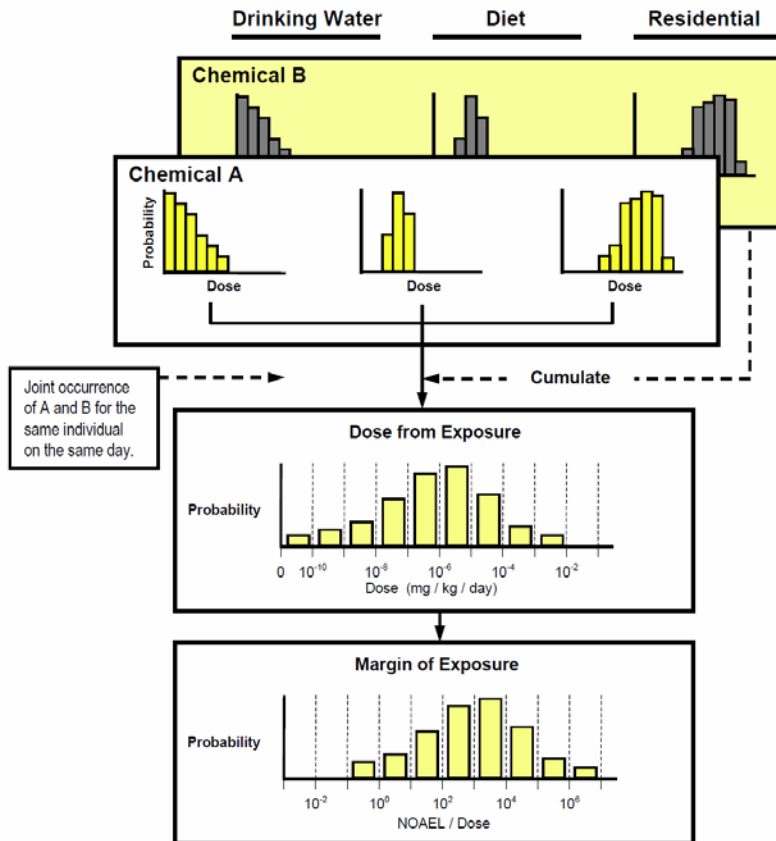 Drinking Water
Diet
Residential
Chemical B
Chemical A
Probability
Dose
Dose
Dose
Joint occurrence
of A and B for the
same individual
on the same day.
Cumulate
Dose from Exposure
Probability
0 10⁻¹⁰ 10⁻⁸ 10⁻⁶ 10⁻⁴ 10⁻²
Dose (mg / kg / day)
Margin of Exposure
Probability
10⁻² 10⁰ 10² 10⁴ 10⁶
NOAEL / Dose